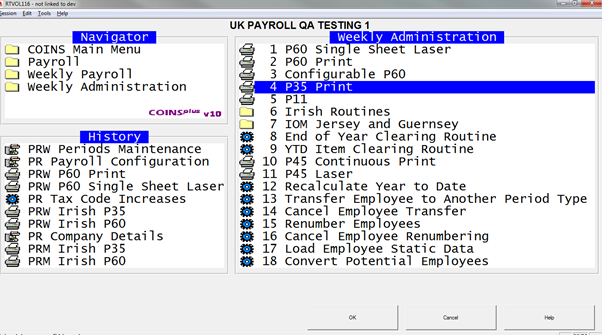 RTVOL116 - not linked to dev
Session Edit Tools Help
UK PAYROLL QA TESTING 1
Navigator
COINS Main Menu
Payroll
Weekly Payroll
Weekly Administration
COINSplus v10
History
PRW Periods Maintenance
PR Payroll Configuration
PRW P60 Print
PRW P60 Single Sheet Laser
PR Tax Code Increases
PRW Irish P35
PRW Irish P60
PR Company Details
PRM Irish P35
PRM Irish P60
Weekly Administration
1 P60 Single Sheet Laser
2 P60 Print
3 Configurable P60
4 P35 Print
5 P11
6 Irish Routines
7 IOM Jersey and Guernsey
8 End of Year Clearing Routine
9 YTD Item Clearing Routine
10 P45 Continuous Print
11 P45 Laser
12 Recalculate Year to Date
13 Transfer Employee to Another Period Type
14 Cancel Employee Transfer
15 Renumber Employees
16 Cancel Employee Renumbering
17 Load Employee Static Data
18 Convert Potential Employees
OK Cancel Help